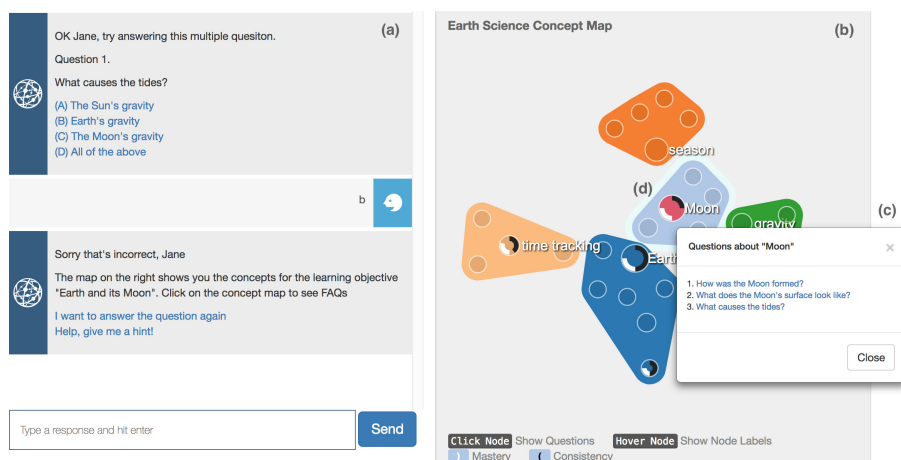 (a)
OK Jane, try answering this multiple quesiton.
Question 1.
What causes the tides?
(A) The Sun's gravity
(B) Earth's gravity
(C) The Moon's gravity
(D) All of the above
b
Sorry that's incorrect, Jane
The map on the right shows you the concepts for the learning objective
"Earth and its Moon". Click on the concept map to see FAQs
I want to answer the question again
Help, give me a hint!
Type a response and hit enter
Send
Earth Science Concept Map
(b)
season
(d)
Moon
gravity
(c)
time tracking
Earth
Questions about "Moon"
×
1. How was the Moon formed?
2. What does the Moon's surface look like?
3. What causes the tides?
Close
Click Node Show Questions Hover Node Show Node Labels
) Mastery ( Consistency